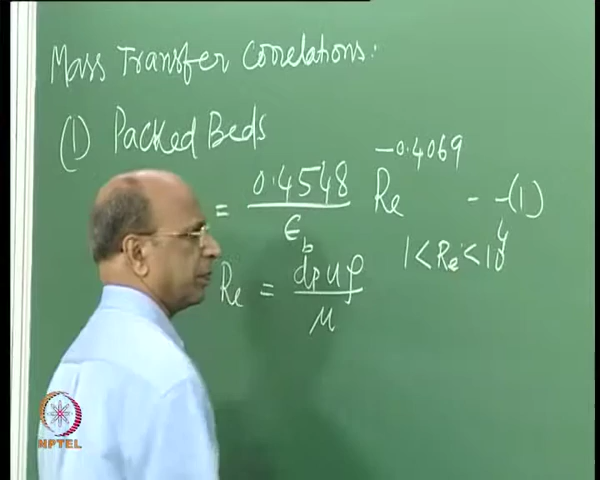 Mass Transfer Correlations:
(1) Packed Beds
= 0.4548 / ϵ_b Re^-0.4069 - - (1)
Re = dp u ρ / μ
1 < Re < 10^4
NPTEL